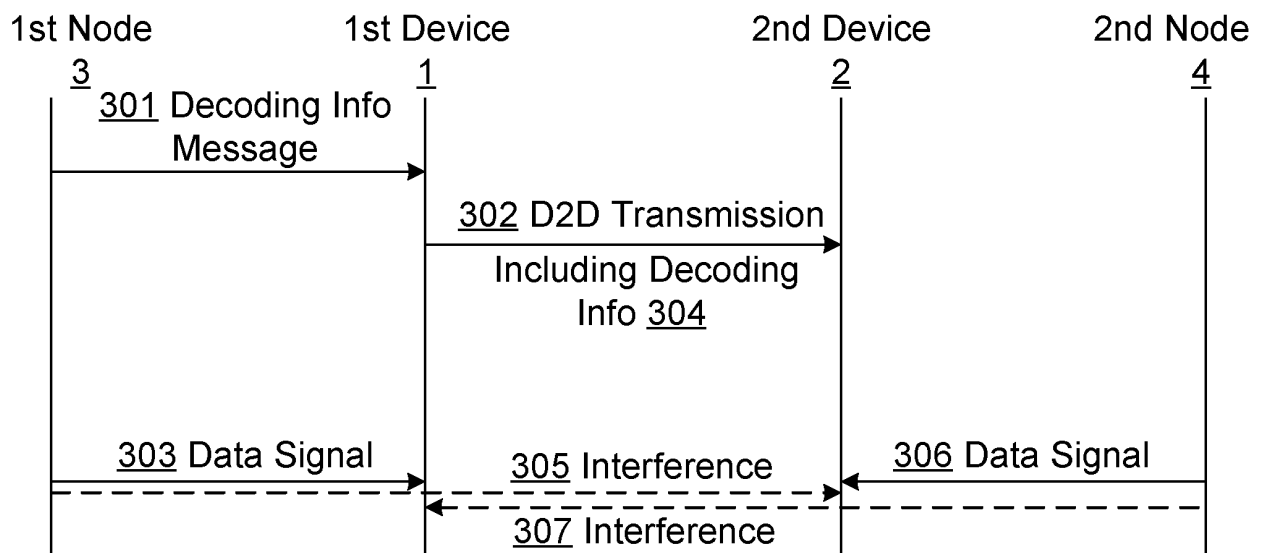 1st Node 1st Device 2nd Device 2nd Node
3 1 2 4
301 Decoding Info
Message
302 D2D Transmission
Including Decoding
Info 304
303 Data Signal 305 Interference 306 Data Signal
307 Interference